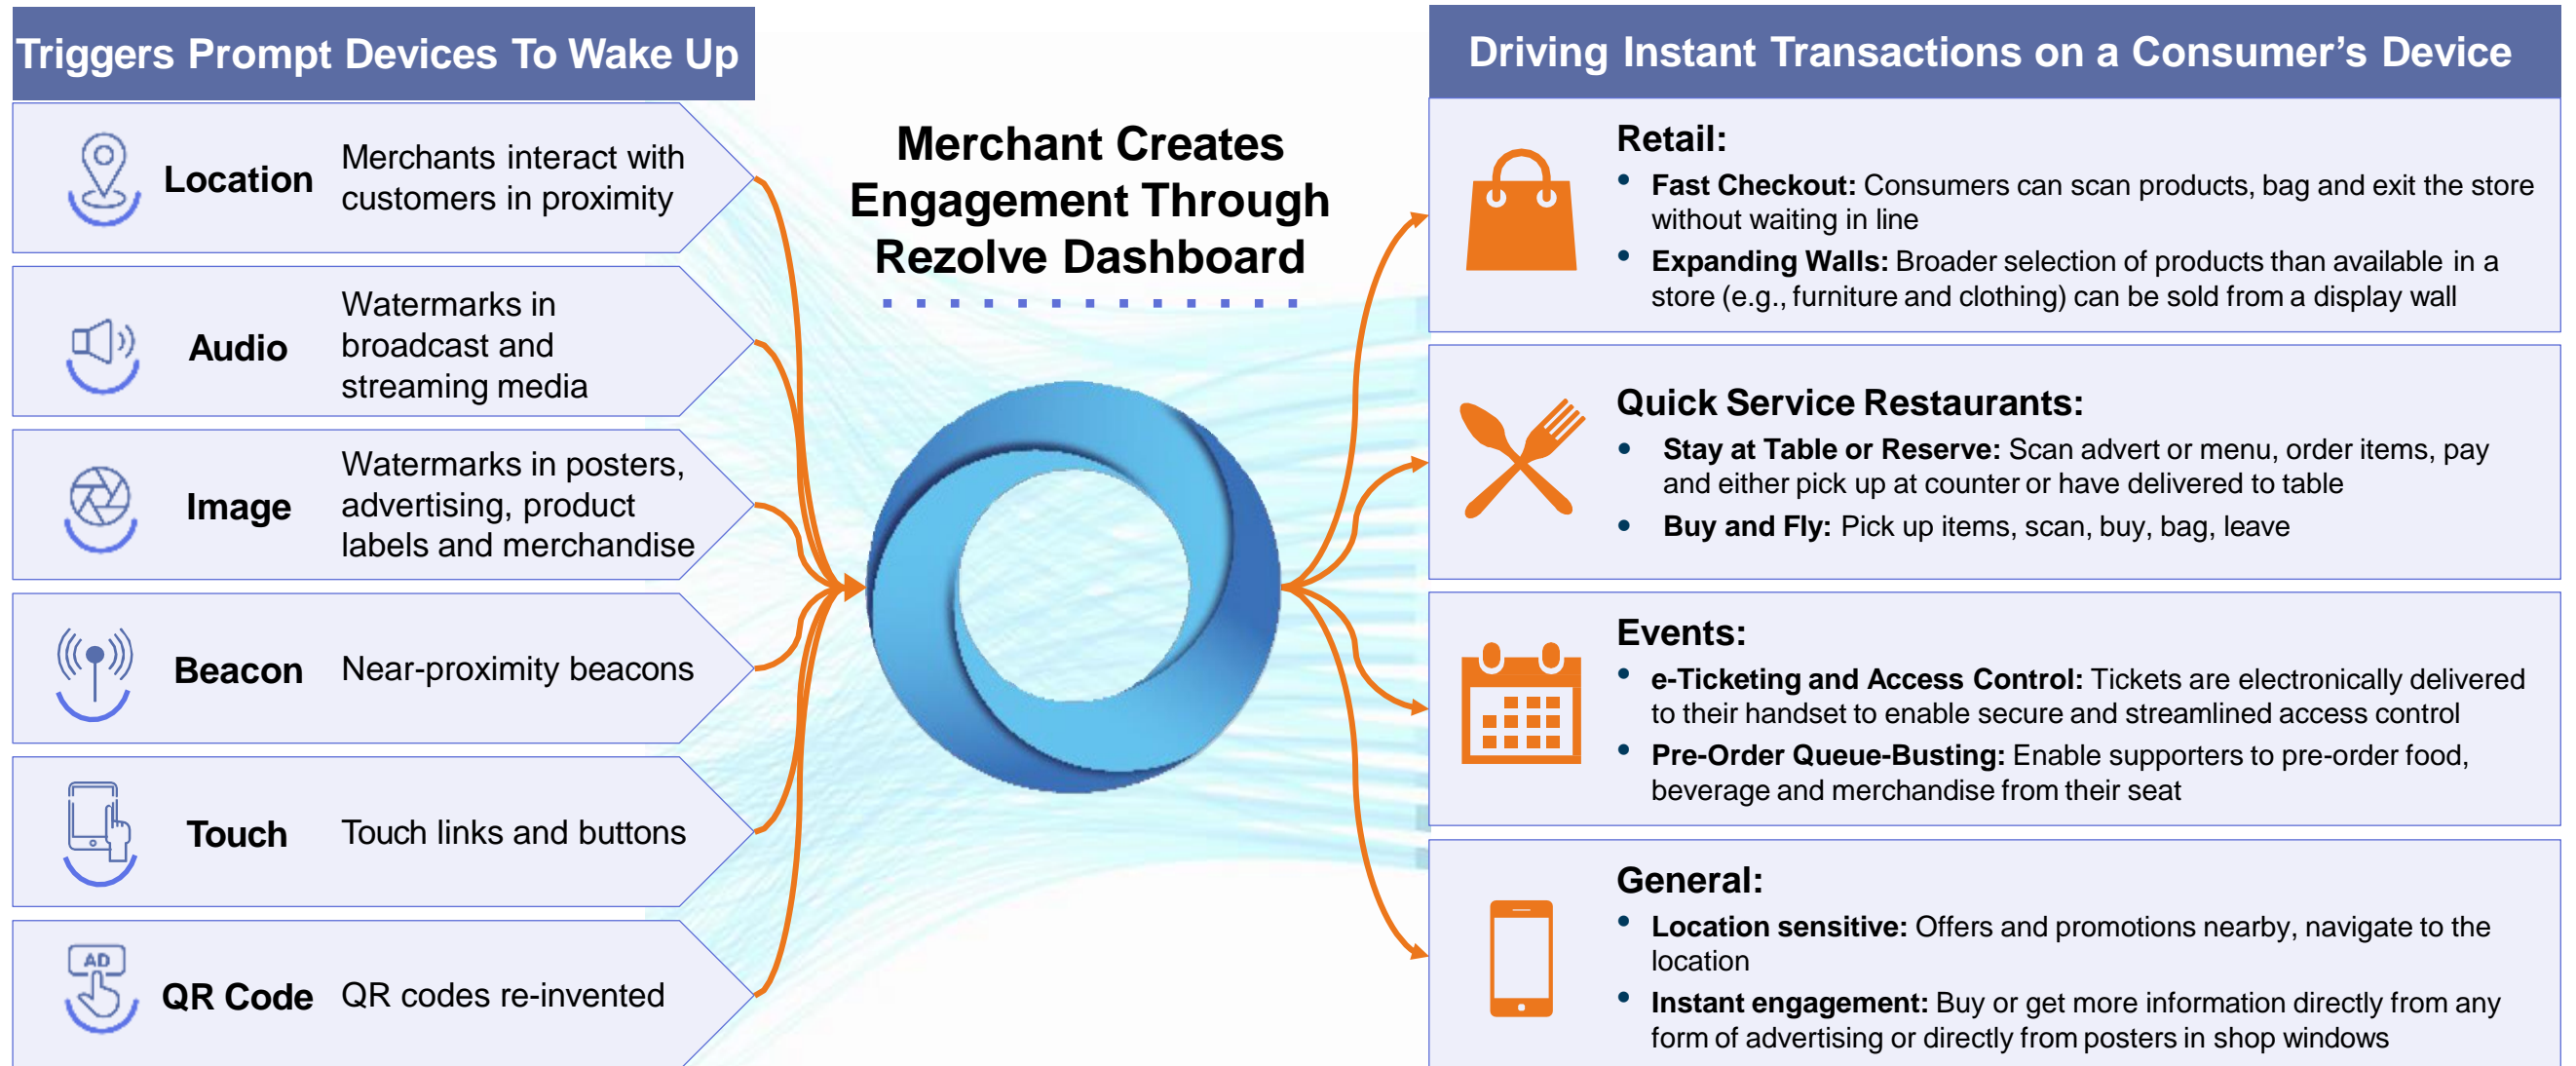 Triggers Prompt Devices To Wake Up
Location
Merchants interact with
customers in proximity
Audio
Watermarks in
broadcast and
streaming media
Image
Watermarks in posters,
advertising, product
labels and merchandise
Beacon
Near-proximity beacons
Touch
Touch links and buttons
AD
QR Code
QR codes re-invented
Merchant Creates
Engagement Through
Rezolve Dashboard
Driving Instant Transactions on a Consumer’s Device
Retail:
• Fast Checkout: Consumers can scan products, bag and exit the store
without waiting in line
• Expanding Walls: Broader selection of products than available in a
store (e.g., furniture and clothing) can be sold from a display wall
Quick Service Restaurants:
• Stay at Table or Reserve: Scan advert or menu, order items, pay
and either pick up at counter or have delivered to table
• Buy and Fly: Pick up items, scan, buy, bag, leave
Events:
• e-Ticketing and Access Control: Tickets are electronically delivered
to their handset to enable secure and streamlined access control
• Pre-Order Queue-Busting: Enable supporters to pre-order food,
beverage and merchandise from their seat
General:
• Location sensitive: Offers and promotions nearby, navigate to the
location
• Instant engagement: Buy or get more information directly from any
form of advertising or directly from posters in shop windows